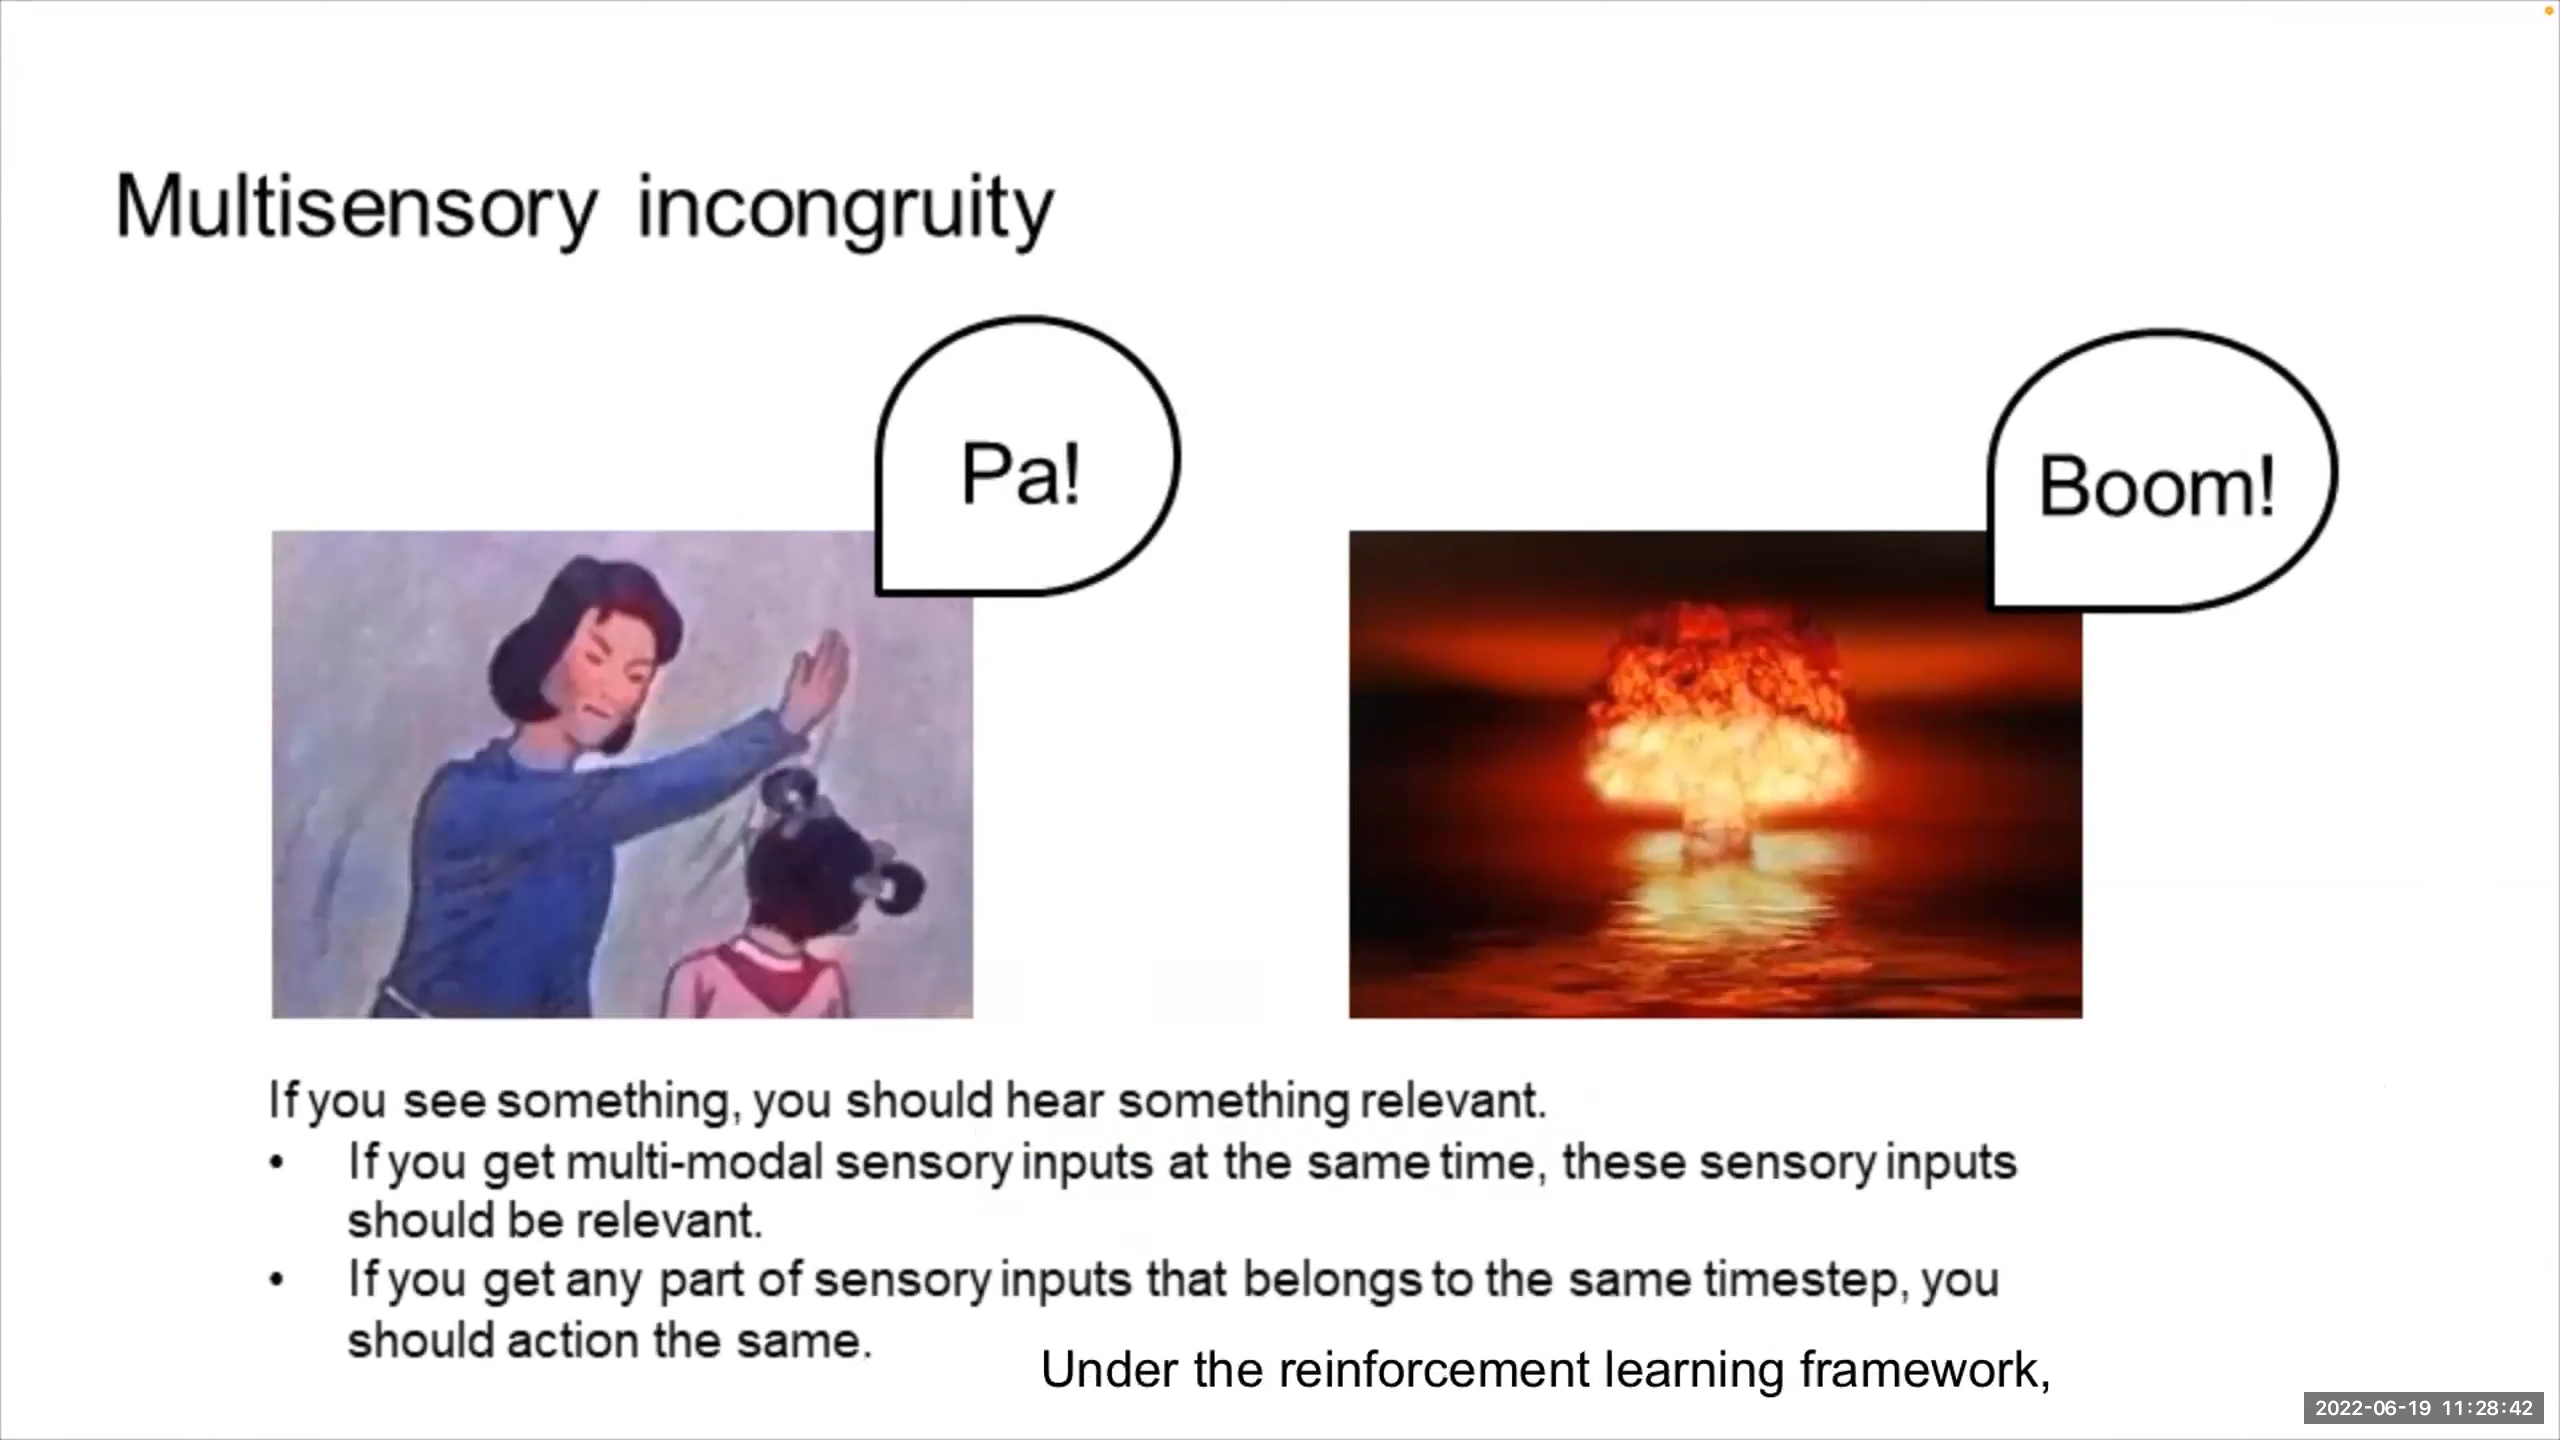 Multisensory incongruity
Pa!
Boom!
If you see something, you should hear something relevant.
• If you get multi-modal sensory inputs at the same time, these sensory inputs
should be relevant.
• If you get any part of sensory inputs that belongs to the same timestep, you
should action the same.
Under the reinforcement learning framework,
2022-06-19 11:28:42